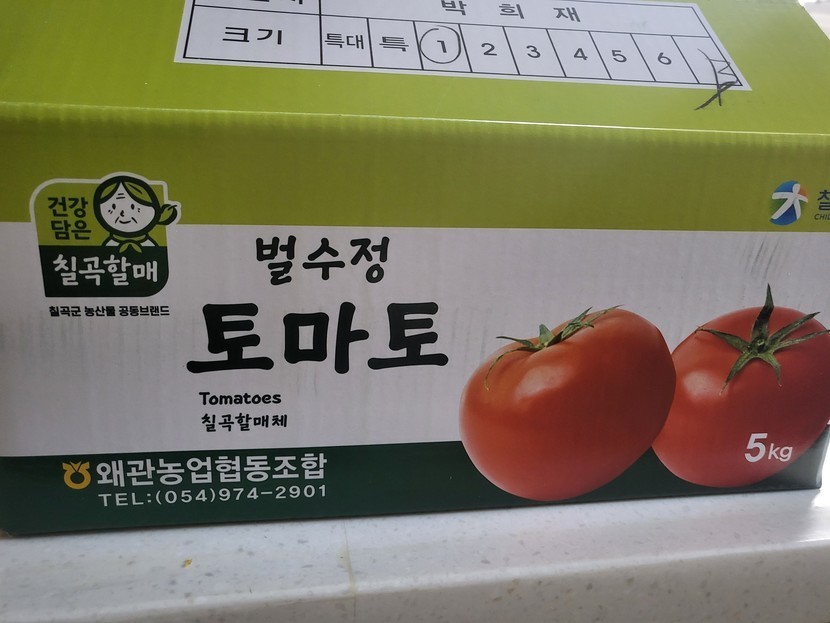 박희재
크기 특대 특 1 2 3 4 5 6
건강
담은
칠곡할매
칠곡군 농산물 공동브랜드
벌수정
토마토
Tomatoes
칠곡할매체
5kg
왜관농업협동조합
TEL:(054)974-2901
칠
CHIL